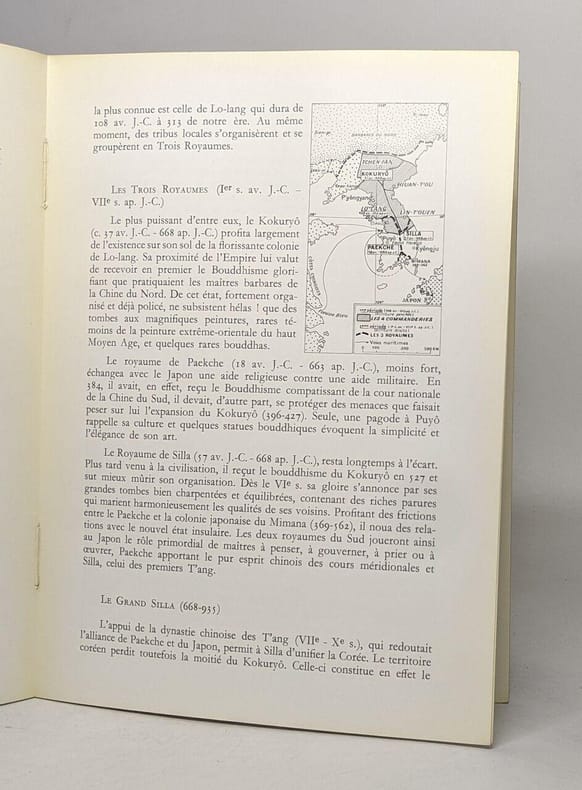 la plus connue est celle de Lo-lang qui dura de
108 av. J.-C. à 313 de notre ère. Au même
moment, des tribus locales s'organisèrent et se
groupèrent en Trois Royaumes.
Les Trois Royaumes (Ier s. av. J.-C. –
VIIe s. ap. J.-C.)
Le plus puissant d'entre eux, le Kokuryô
(c. 37 av. J.-C. - 668 ap. J.-C.) profita largement
de l'existence sur son sol de la florissante colonie
de Lo-lang. Sa proximité de l'Empire lui valut
de recevoir en premier le Bouddhisme glori-
fiant que pratiquaient les maîtres barbares de
la Chine du Nord. De cet état, fortement orga-
nisé et déjà policé, ne subsistent hélas ! que des
tombes aux magnifiques peintures, rares té-
moins de la peinture extrême-orientale du haut
Moyen Age, et quelques rares bouddhas.
Le royaume de Paekche (18 av. J.-C. - 663 ap. J.-C.), moins fort,
échangea avec le Japon une aide religieuse contre une aide militaire. En
384, il avait, en effet, reçu le Bouddhisme compatissant de la cour nationale
de la Chine du Sud, il devait, d'autre part, se protéger des menaces que faisait
peser sur lui l'expansion du Kokuryô (396-427). Seule, une pagode à Puyô
rappelle sa culture et quelques statues bouddhiques évoquent la simplicité et
l'élégance de son art.
Le Royaume de Silla (57 av. J.-C. - 668 ap. J.-C.), resta longtemps à l'écart.
Plus tard venu à la civilisation, il reçut le bouddhisme du Kokuryô en 527 et
sut mieux mûrir son organisation. Dès le VIe s. sa gloire s'annonce par ses
grandes tombes bien charpentées et équilibrées, contenant des riches parures
qui marient harmonieusement les qualités de ses voisins. Profitant des frictions
entre le Paekche et la colonie japonaise du Mimana (369-562), il noua des rela-
tions avec le nouvel état insulaire. Les deux royaumes du Sud joueront ainsi
au Japon le rôle primordial de maîtres à penser, à gouverner, à prier ou à
œuvrer, Paekche apportant le pur esprit chinois des cours méridionales et
Silla, celui des premiers T'ang.
Le Grand Silla (668-935)
L'appui de la dynastie chinoise des T'ang (VIIe - Xe s.), qui redoutait
l'alliance de Paekche et du Japon, permit à Silla d'unifier la Corée. Le territoire
coréen perdit toutefois la moitié du Kokuryô. Celle-ci constitue en effet le
TCHEN-FAN
KOKURYÔ
HIUAN-T'OU
P'yŏngyang
LO-LANG
LIN-T'OUEN
SILLA
PAEKCHE
Kyŏngju
MIMANA
JAPON
LES 4 COMMANDERIES
LES 3 ROYAUMES
Voies maritimes